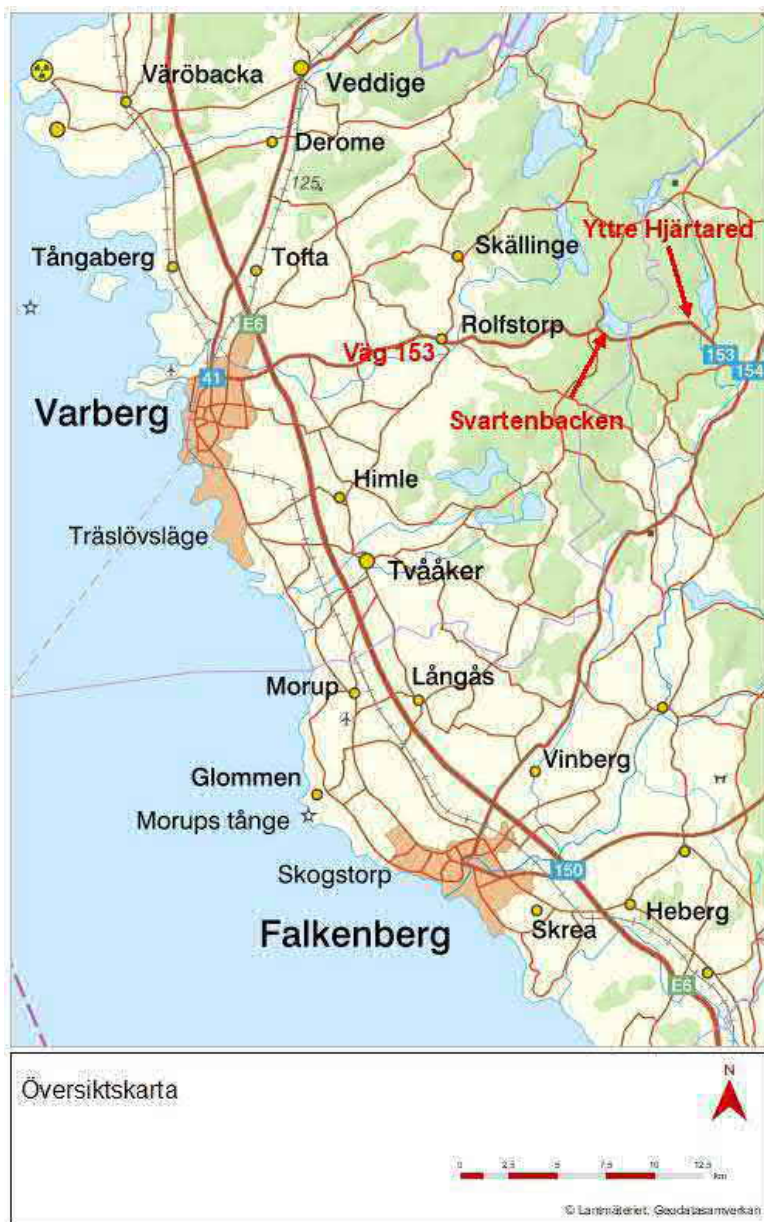 Väröbacka
Veddige
Derome
125
Yttre Hjärtared
Skällinge
Tångaberg
Tofta
E6
Rolfstorp
Väg 153
153
154
41
Varberg
Svartenbacken
Himle
Träslövsläge
Tvååker
Morup
Långås
Glommen
Vinberg
Morups tånge
Skogstorp
150
Heberg
Falkenberg
Skrea
E6
Översiktskarta
N
0 2,5 5 7,5 10 12,5
km
© Lantmäteriet, Geodatasamverkan